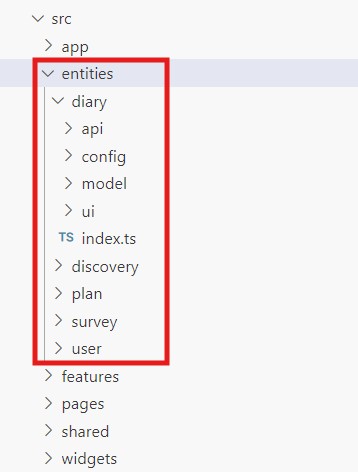 src
app
entities
diary
api
config
model
ui
TS index.ts
discovery
plan
survey
user
features
pages
shared
widgets